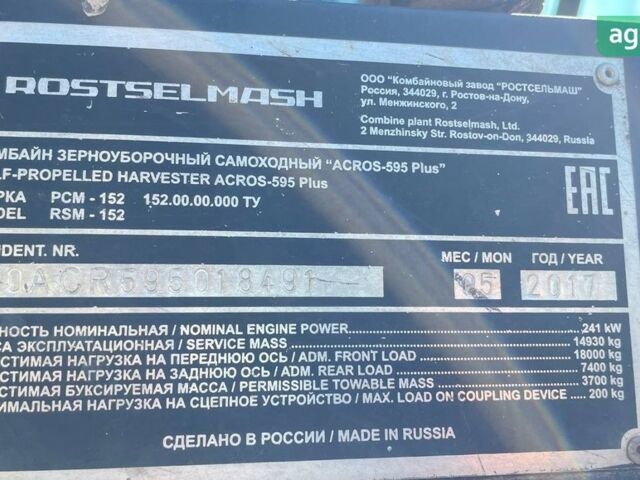 ag
ROSTSELMASH
ООО "Комбайновый завод "РОСТСЕЛЬМАШ"
Россия, 344029, г. Ростов-на-Дону,
ул. Менжинского, 2
Combine plant Rostselmash, Ltd.
2 Menzhinsky Str. Rostov-on-Don, 344029, Russia
МБАЙН ЗЕРНОУБОРОЧНЫЙ САМОХОДНЫЙ "ACROS-595 Plus"
LF-PROPELLED HARVESTER ACROS-595 Plus
РКА РСМ - 152 152.00.00.000 ТУ
DEL RSM - 152
EAC
DENT. NR.
МЕС / MON
ГОД / YEAR
0ACR595018491
05
2017
НОСТЬ НОМИНАЛЬНАЯ / NOMINAL ENGINE POWER 241 kW
СА ЭКСПЛУАТАЦИОННАЯ / SERVICE MASS 14930 kg
СТИМАЯ НАГРУЗКА НА ПЕРЕДНЮЮ ОСЬ / ADM. FRONT LOAD 18000 kg
СТИМАЯ НАГРУЗКА НА ЗАДНЮЮ ОСЬ / ADM. REAR LOAD 7400 kg
СТИМАЯ БУКСИРУЕМАЯ МАССА / PERMISSIBLE TOWABLE MASS 3700 kg
ИМАЛЬНАЯ НАГРУЗКА НА СЦЕПНОЕ УСТРОЙСТВО / MAX. LOAD ON COUPLING DEVICE 200 kg
СДЕЛАНО В РОССИИ / MADE IN RUSSIA